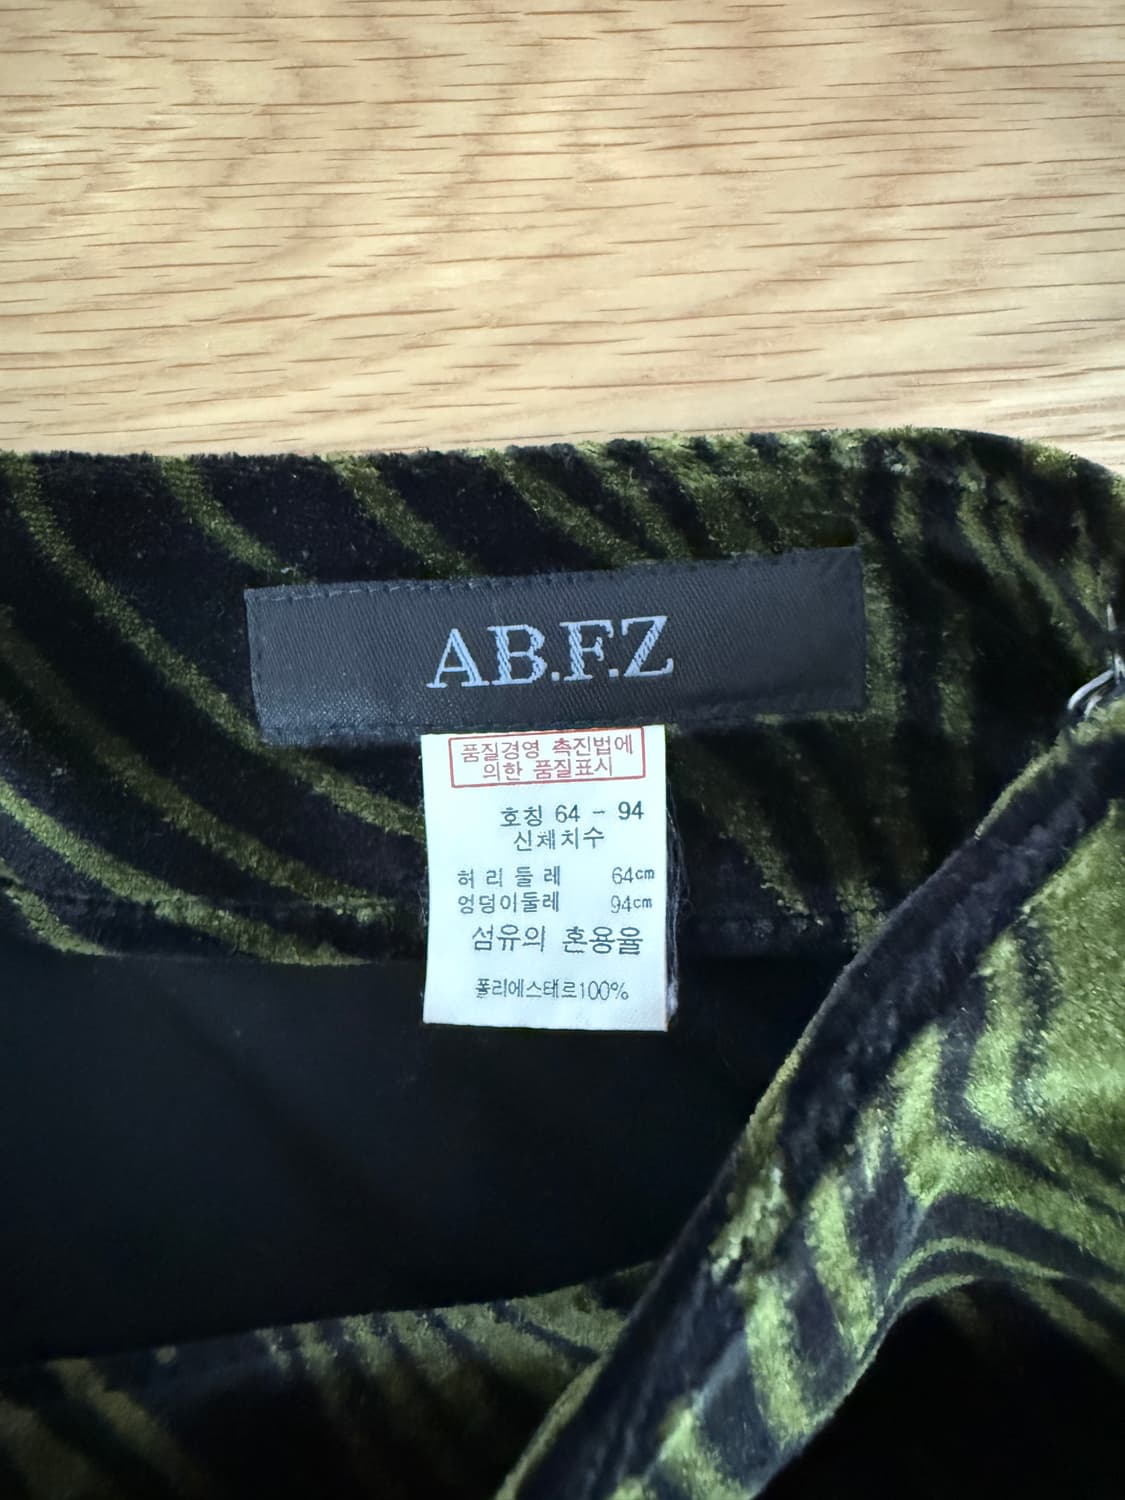 AB.F.Z
품질경영 촉진법에
의한 품질표시
호칭 64 - 94
신체치수
허리둘레 64cm
엉덩이둘레 94cm
섬유의 혼용율
폴리에스테르100%